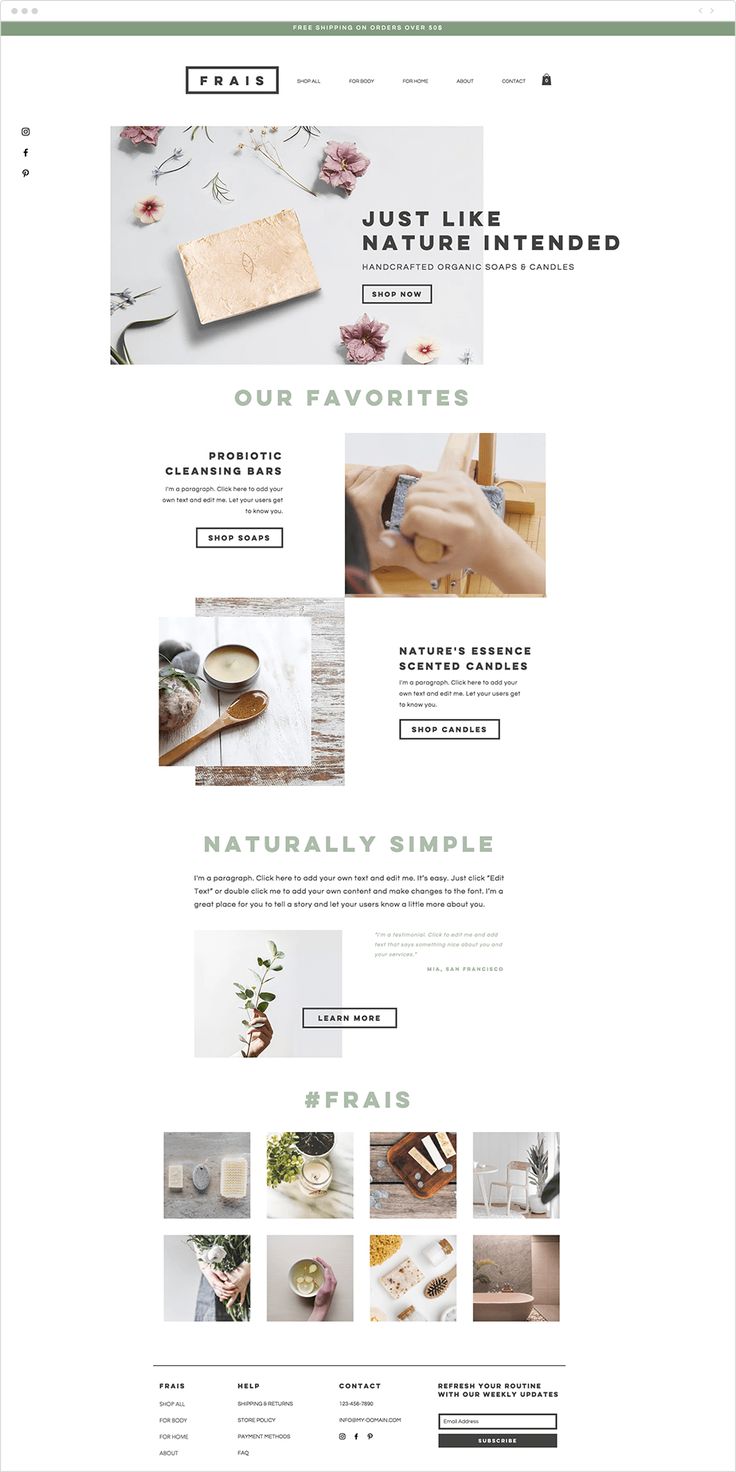 FREE SHIPPING ON ORDERS OVER 50$
FRAIS
SHOP ALL
FOR BODY
FOR HOME
ABOUT
CONTACT
0
JUST LIKE
NATURE INTENDED
HANDCRAFTED ORGANIC SOAPS & CANDLES
SHOP NOW
OUR FAVORITES
PROBIOTIC
CLEANSING BARS
I'm a paragraph. Click here to add your
own text and edit me. Let your users get
to know you.
SHOP SOAPS
NATURE'S ESSENCE
SCENTED CANDLES
I'm a paragraph. Click here to add your
own text and edit me. Let your users get
to know you.
SHOP CANDLES
NATURALLY SIMPLE
I'm a paragraph. Click here to add your own text and edit me. It's easy. Just click “Edit
Text” or double click me to add your own content and make changes to the font. I'm a
great place for you to tell a story and let your users know a little more about you.
“I'm a testimonial. Click to edit me and add
text that says something nice about you and
your services.”
MIA, SAN FRANCISCO
LEARN MORE
#FRAIS
FRAIS
SHOP ALL
FOR BODY
FOR HOME
ABOUT
HELP
SHIPPING & RETURNS
STORE POLICY
PAYMENT METHODS
FAQ
CONTACT
123-456-7890
INFO@MY-DOMAIN.COM
REFRESH YOUR ROUTINE
WITH OUR WEEKLY UPDATES
Email Address
SUBSCRIBE